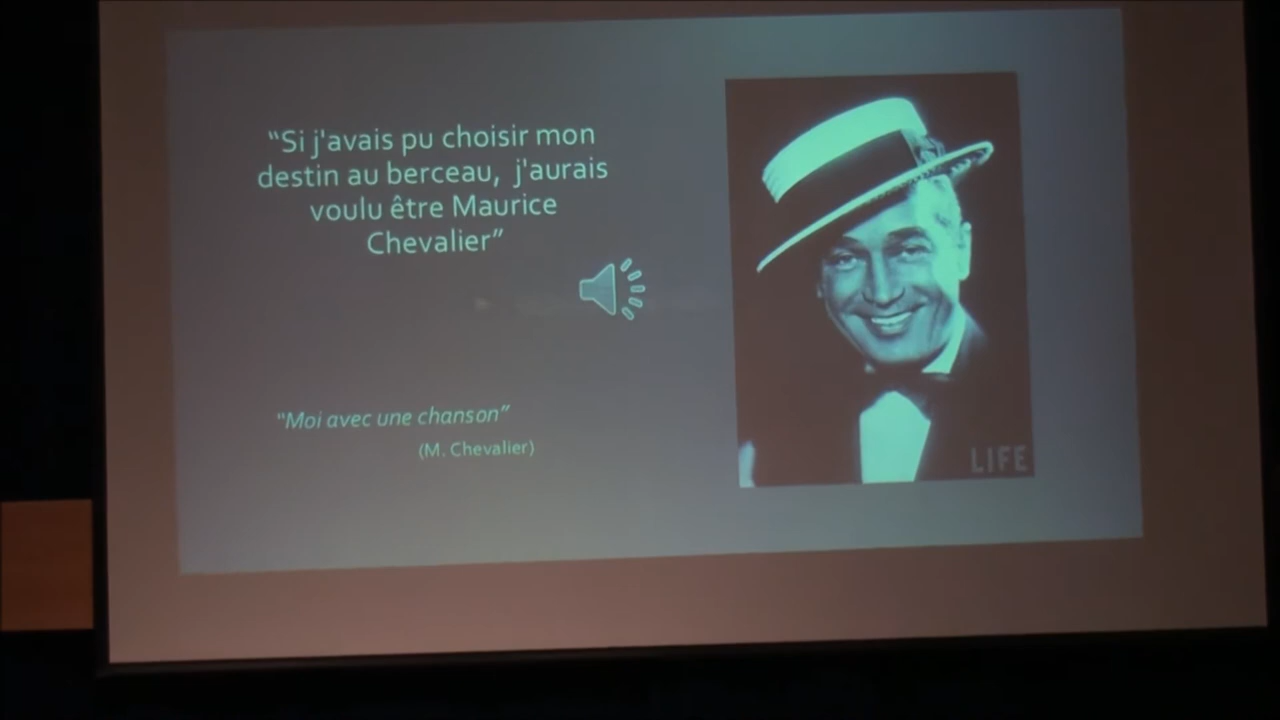 “Si j'avais pu choisir mon
destin au berceau, j'aurais
voulu être Maurice
Chevalier”
“Moi avec une chanson”
(M. Chevalier)
LIFE